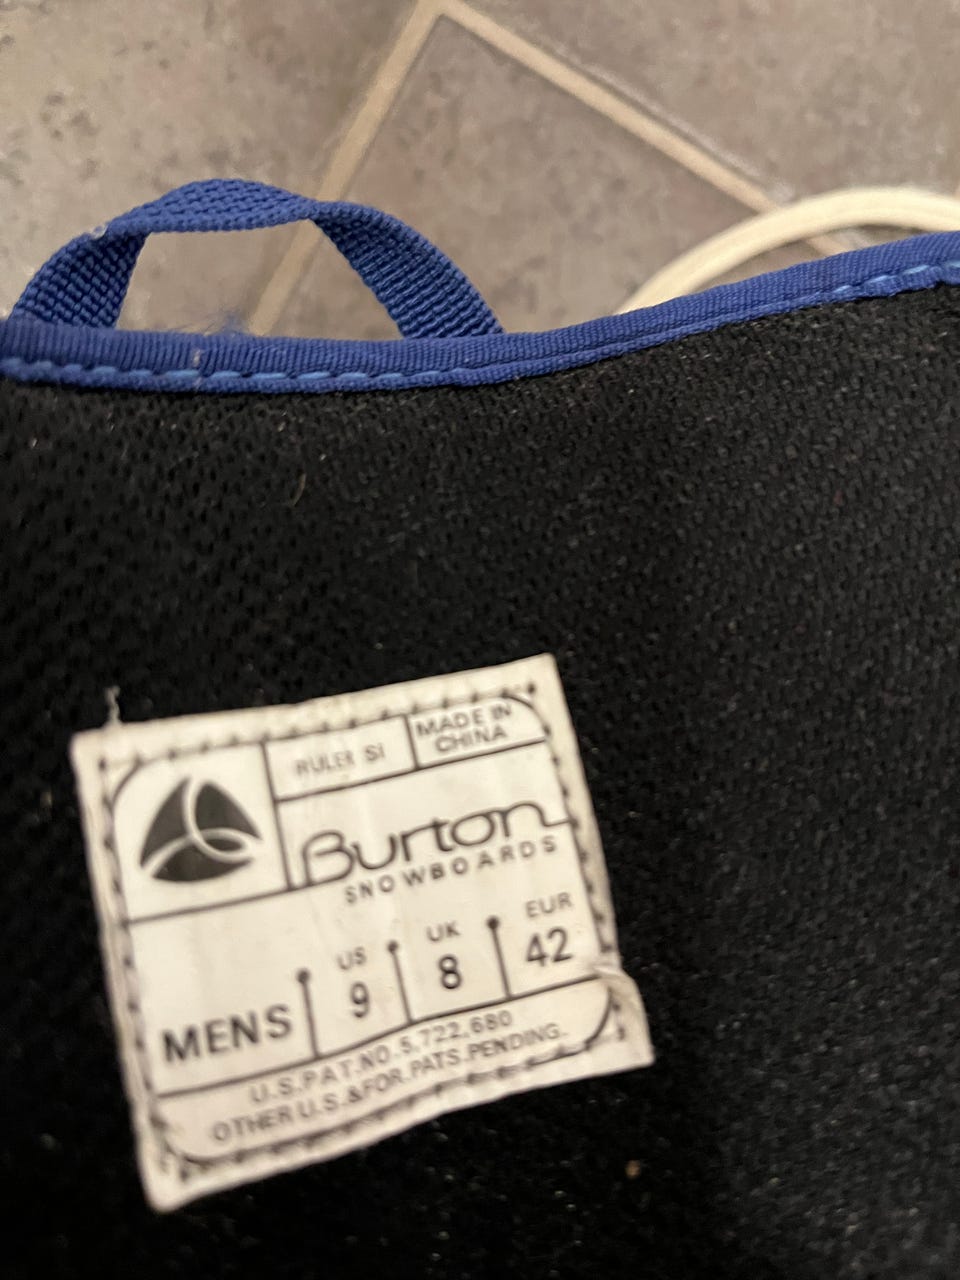 RULER SI
MADE IN
CHINA
Burton
SNOWBOARDS
MENS
US
9
UK
8
EUR
42
U.S.PAT.NO.5,722,680
OTHER U.S.&FOR.PATS.PENDING.